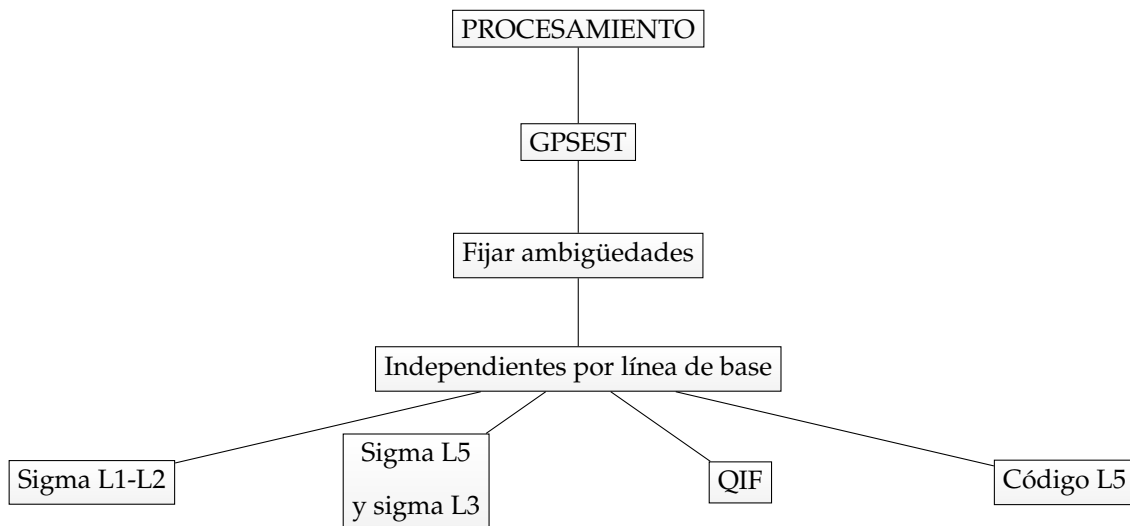 PROCESAMIENTO
GPSEST
Fijar ambigüedades
Independientes por línea de base
Sigma L1-L2
Sigma L5
y sigma L3
QIF
Código L5